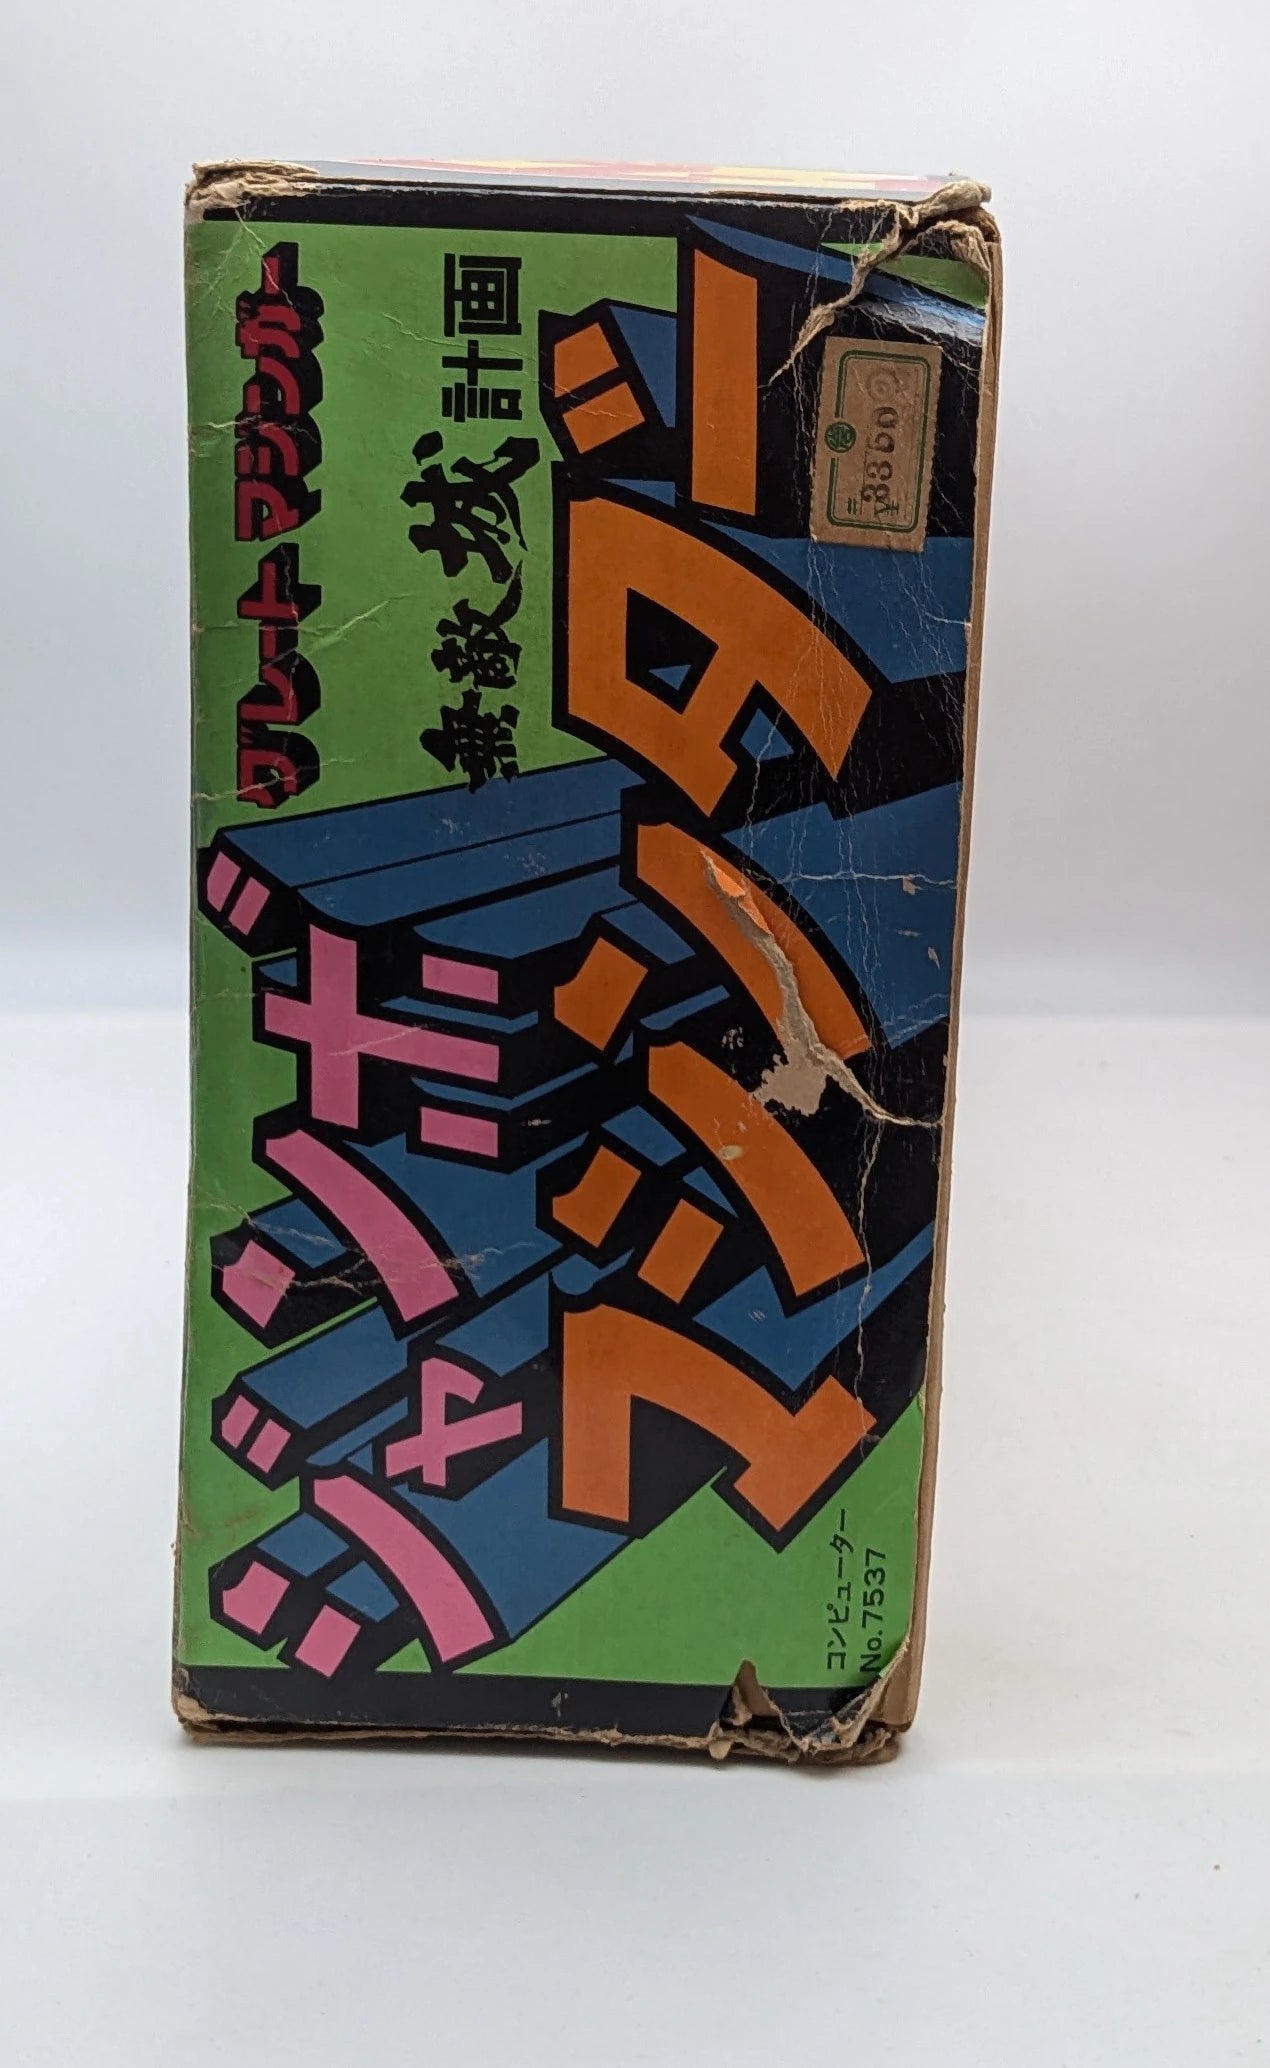 グレート マジンガー
無敵城計画
ジャンボ
マシンダー
¥3350
コンピューター
No.7537